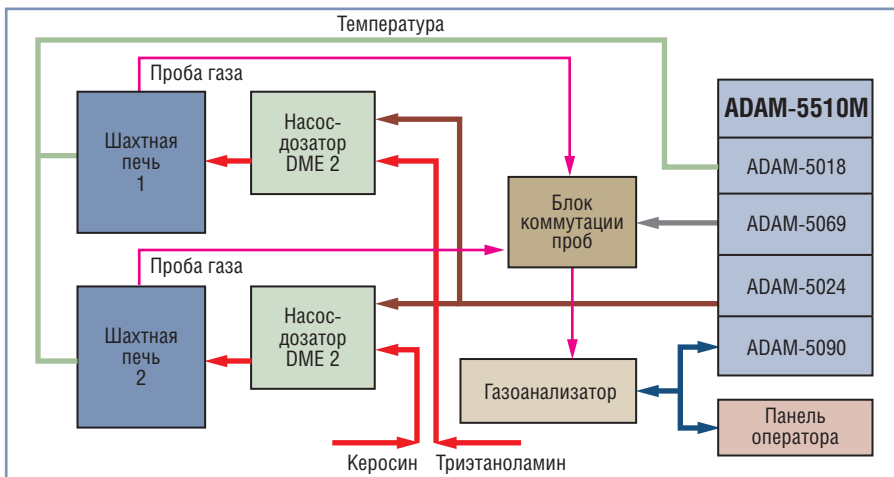 Температура
Проба газа
Шахтная
печь
1
Насос-
дозатор
DME 2
Блок
коммутации
проб
ADAM-5510M
ADAM-5018
ADAM-5069
ADAM-5024
ADAM-5090
Проба газа
Шахтная
печь
2
Насос-
дозатор
DME 2
Газоанализатор
Панель
оператора
Керосин
Триэтаноламин